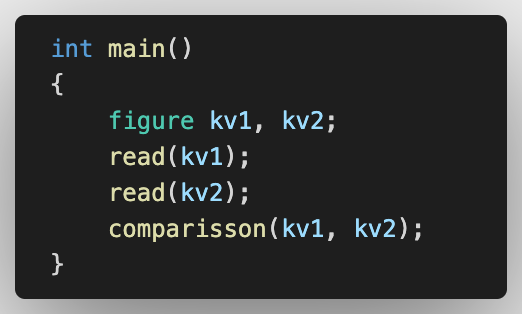 int main()
{
    figure kv1, kv2;
    read(kv1);
    read(kv2);
    comparisson(kv1, kv2);
}